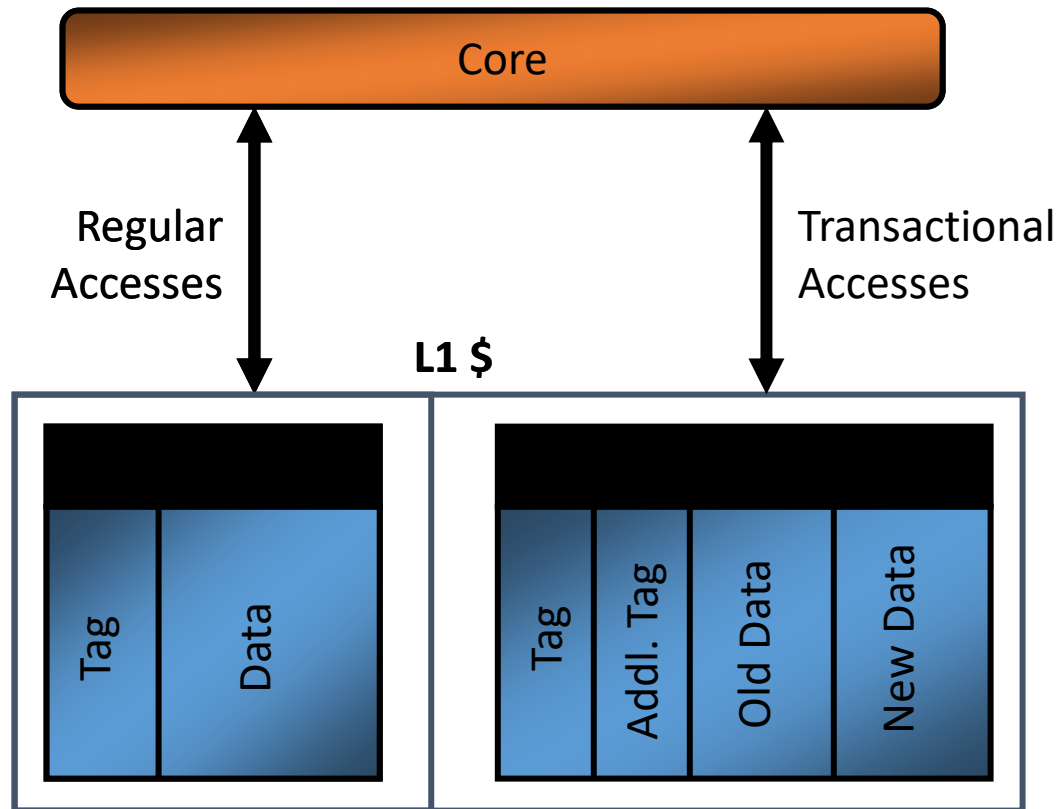 Core
Regular
Accesses
Transactional
Accesses
L1 $
Tag
Data
Tag
Addl. Tag
Old Data
New Data